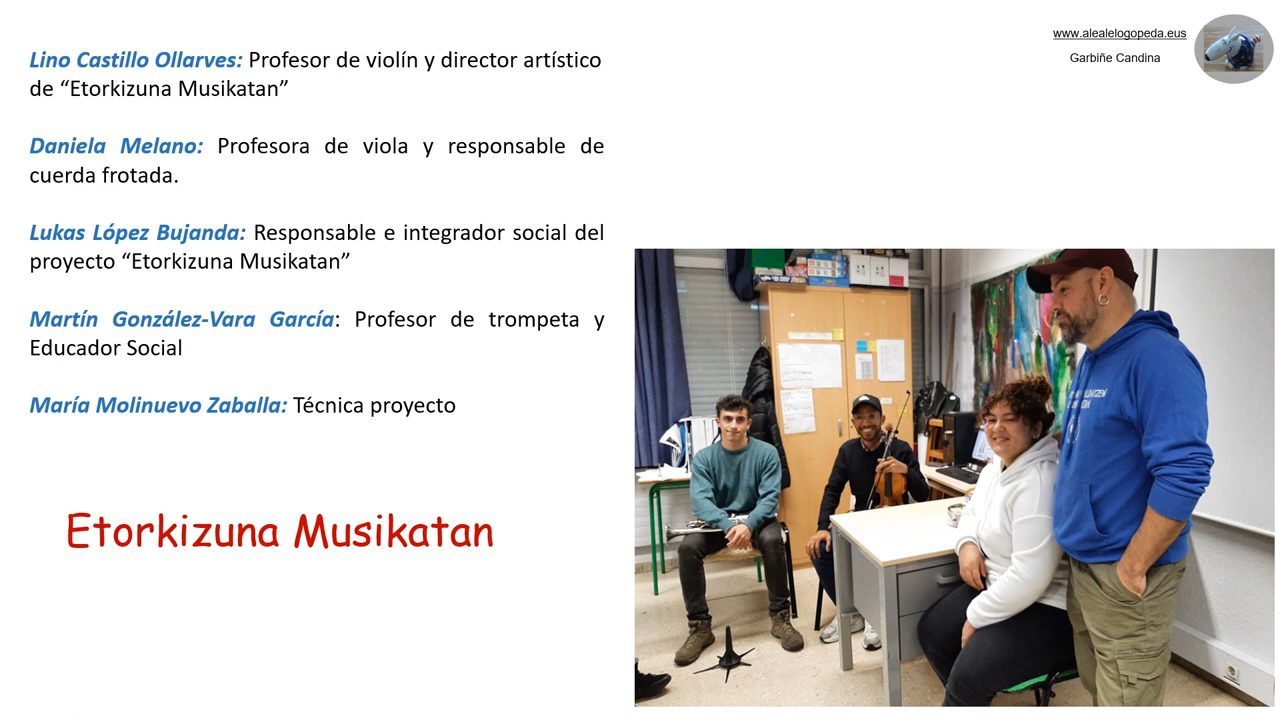 Lino Castillo Ollarves: Profesor de violín y director artístico
de “Etorkizuna Musikatan”
Daniela Melano: Profesora de viola y responsable de
cuerda frotada.
Lukas López Bujanda: Responsable e integrador social del
proyecto “Etorkizuna Musikatan”
Martín González-Vara García: Profesor de trompeta y
Educador Social
María Molinuevo Zaballa: Técnica proyecto
Etorkizuna Musikatan
www.alealelogopeda.eus
Garbiñe Candina